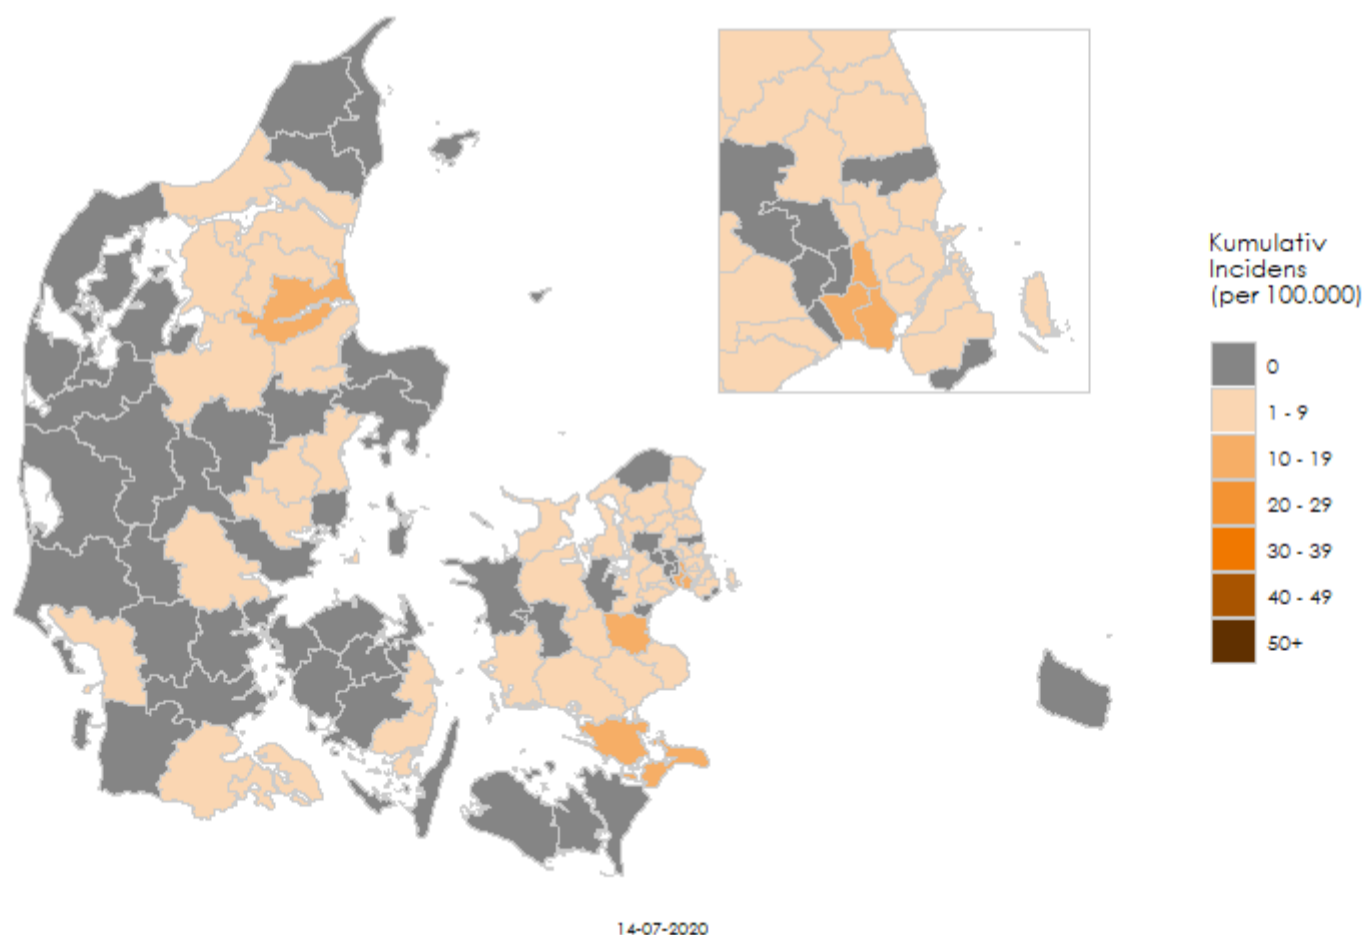 Kumulativ
Incidens
(per 100.000)
0
1 - 9
10 - 19
20 - 29
30 - 39
40 - 49
50+
14-07-2020